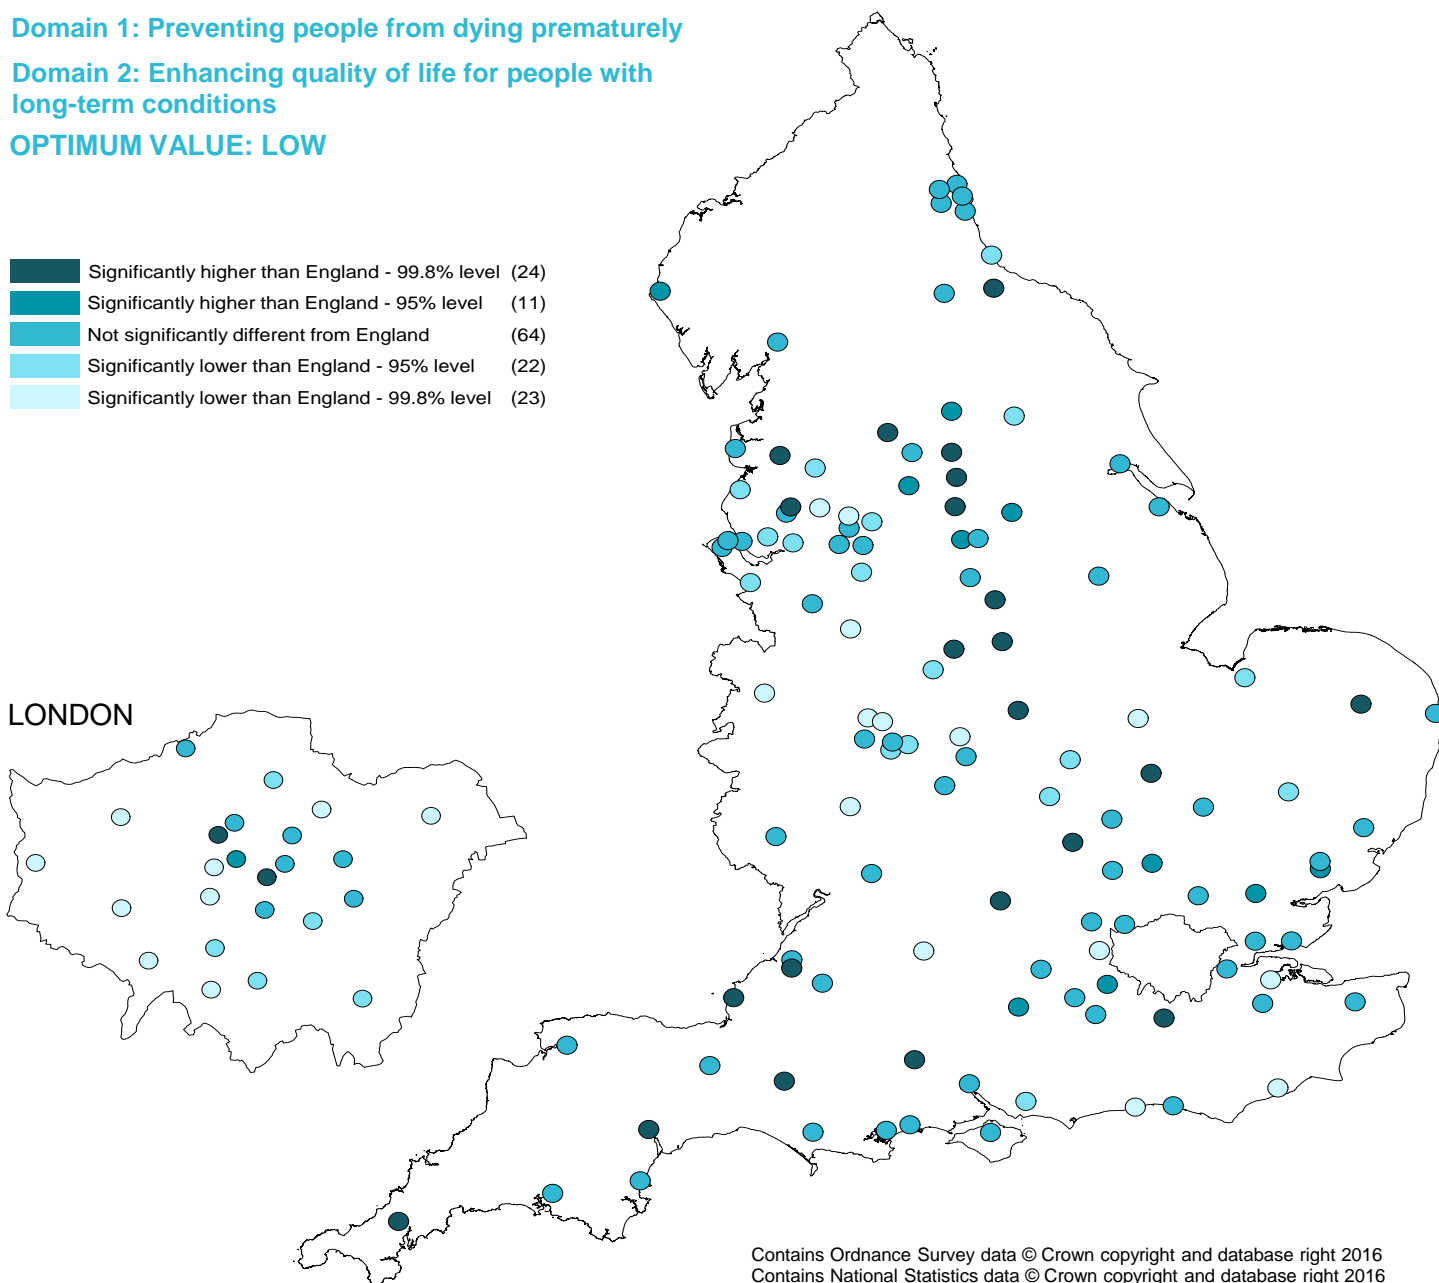 Domain 1: Preventing people from dying prematurely
Domain 2: Enhancing quality of life for people with
long-term conditions
OPTIMUM VALUE: LOW
Significantly higher than England - 99.8% level (24)
Significantly higher than England - 95% level (11)
Not significantly different from England (64)
Significantly lower than England - 95% level (22)
Significantly lower than England - 99.8% level (23)
LONDON
Contains Ordnance Survey data © Crown copyright and database right 2016
Contains National Statistics data © Crown copyright and database right 2016